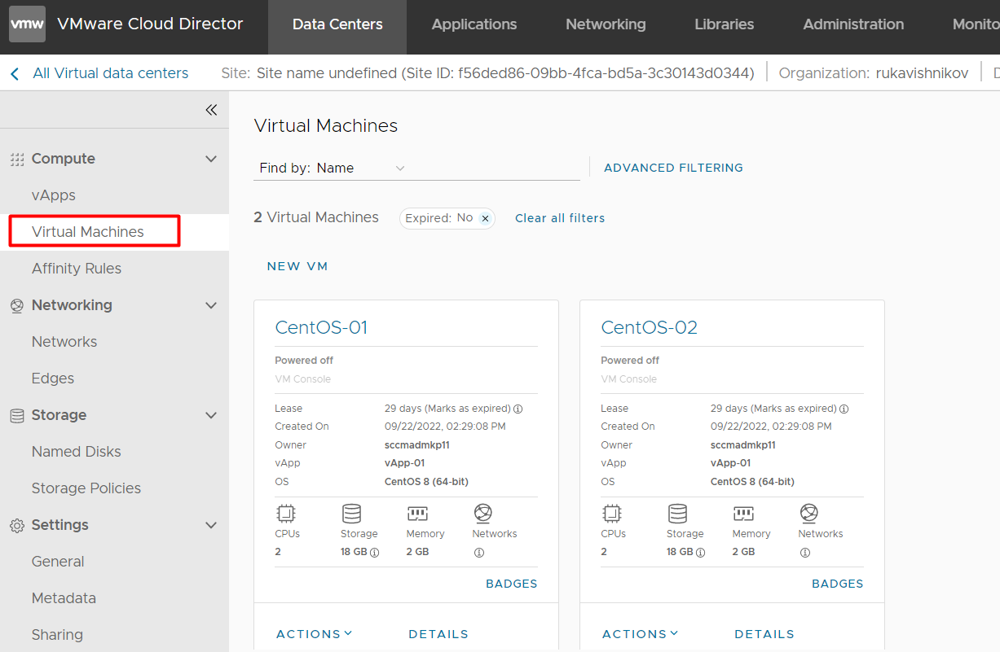 vmw VMware Cloud Director Data Centers Applications Networking Libraries Administration Monito
All Virtual data centers Site: Site name undefined (Site ID: f56ded86-09bb-4fca-bd5a-3c30143d0344) Organization: rukavishnikov D
Compute
vApps
Virtual Machines
Affinity Rules
Networking
Networks
Edges
Storage
Named Disks
Storage Policies
Settings
General
Metadata
Sharing
Virtual Machines
Find by: Name ADVANCED FILTERING
2 Virtual Machines Expired: No Clear all filters
NEW VM
CentOS-01
Powered off
VM Console
Lease 29 days (Marks as expired)
Created On 09/22/2022, 02:29:08 PM
Owner sccmadmkp11
vApp vApp-01
OS CentOS 8 (64-bit)
CPUs Storage Memory Networks
2 18 GB 2 GB
BADGES
ACTIONS DETAILS
CentOS-02
Powered off
VM Console
Lease 29 days (Marks as expired)
Created On 09/22/2022, 02:29:08 PM
Owner sccmadmkp11
vApp vApp-01
OS CentOS 8 (64-bit)
CPUs Storage Memory Networks
2 18 GB 2 GB
BADGES
ACTIONS DETAILS